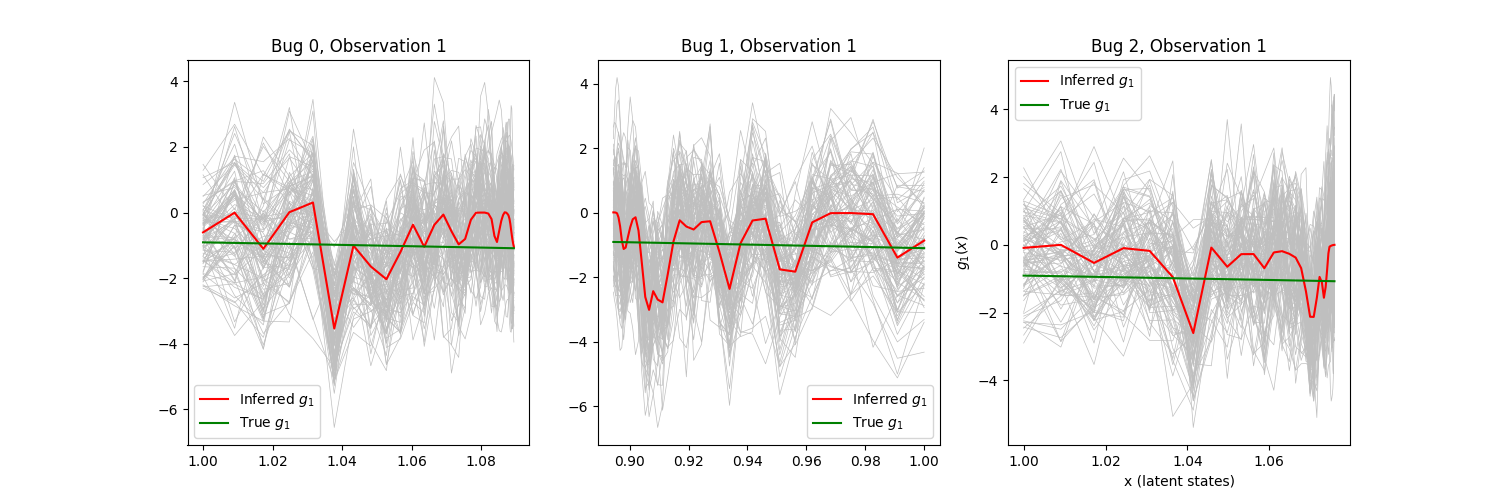 Bug 0, Observation 1
4
2
0
−2
−4
−6
1.00 1.02 1.04 1.06 1.08
Inferred g₁
True g₁
Bug 1, Observation 1
4
2
0
−2
−4
−6
0.90 0.92 0.94 0.96 0.98 1.00
Inferred g₁
True g₁
Bug 2, Observation 1
Inferred g₁
True g₁
g₁(x)
4
2
0
−2
−4
1.00 1.02 1.04 1.06
x (latent states)